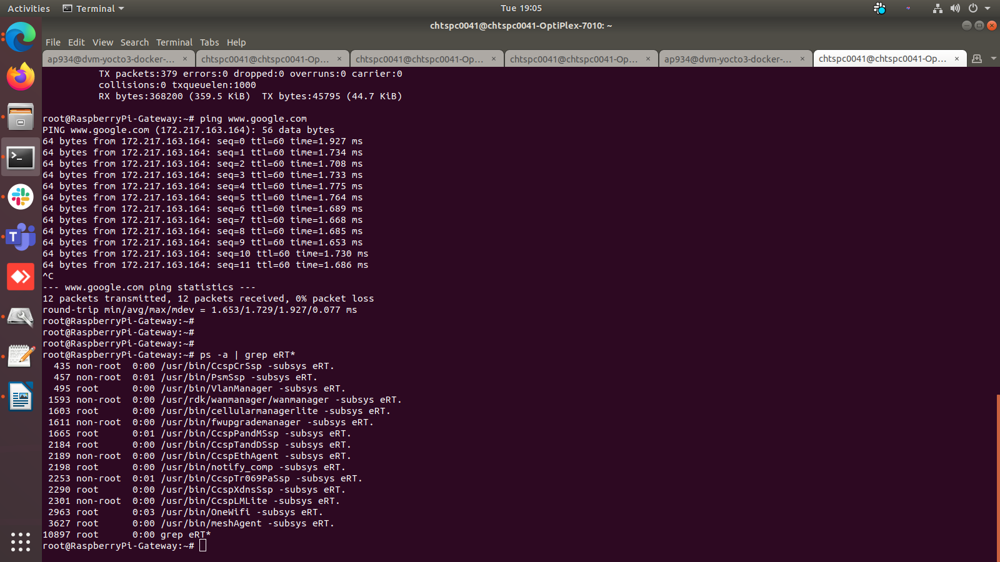 Activities Terminal Tue 19:05
chtspc0041@chtspc0041-OptiPlex-7010: ~
File Edit View Search Terminal Tabs Help
ap934@dvm-yocto3-docker-... × chtspc0041@chtspc0041-Op... × chtspc0041@chtspc0041-Op... × chtspc0041@chtspc0041-Op... × ap934@dvm-yocto3-docker-... × chtspc0041@chtspc0041-Op... ×
TX packets:379 errors:0 dropped:0 overruns:0 carrier:0
collisions:0 txqueuelen:1000
RX bytes:368200 (359.5 KiB)  TX bytes:45795 (44.7 KiB)
root@RaspberryPi-Gateway:~# ping www.google.com
PING www.google.com (172.217.163.164): 56 data bytes
64 bytes from 172.217.163.164: seq=0 ttl=60 time=1.927 ms
64 bytes from 172.217.163.164: seq=1 ttl=60 time=1.734 ms
64 bytes from 172.217.163.164: seq=2 ttl=60 time=1.708 ms
64 bytes from 172.217.163.164: seq=3 ttl=60 time=1.733 ms
64 bytes from 172.217.163.164: seq=4 ttl=60 time=1.775 ms
64 bytes from 172.217.163.164: seq=5 ttl=60 time=1.764 ms
64 bytes from 172.217.163.164: seq=6 ttl=60 time=1.689 ms
64 bytes from 172.217.163.164: seq=7 ttl=60 time=1.668 ms
64 bytes from 172.217.163.164: seq=8 ttl=60 time=1.685 ms
64 bytes from 172.217.163.164: seq=9 ttl=60 time=1.653 ms
64 bytes from 172.217.163.164: seq=10 ttl=60 time=1.730 ms
64 bytes from 172.217.163.164: seq=11 ttl=60 time=1.686 ms
^C
--- www.google.com ping statistics ---
12 packets transmitted, 12 packets received, 0% packet loss
round-trip min/avg/max/mdev = 1.653/1.729/1.927/0.077 ms
root@RaspberryPi-Gateway:~#
root@RaspberryPi-Gateway:~#
root@RaspberryPi-Gateway:~#
root@RaspberryPi-Gateway:~# ps -a | grep eRT*
435 non-root  0:00 /usr/bin/CcspCrSsp -subsys eRT.
457 non-root  0:01 /usr/bin/PsmSsp -subsys eRT.
495 root      0:00 /usr/bin/VlanManager -subsys eRT.
1593 non-root  0:00 /usr/rdk/wanmanager/wanmanager -subsys eRT.
1603 root      0:00 /usr/bin/cellularmanagerlite -subsys eRT.
1611 non-root  0:00 /usr/bin/fwupgrademanager -subsys eRT.
1665 root      0:01 /usr/bin/CcspPandMSsp -subsys eRT.
2184 root      0:00 /usr/bin/CcspTandDSsp -subsys eRT.
2189 non-root  0:00 /usr/bin/CcspEthAgent -subsys eRT.
2198 root      0:00 /usr/bin/notify_comp -subsys eRT.
2253 non-root  0:01 /usr/bin/CcspTr069PaSsp -subsys eRT.
2290 root      0:00 /usr/bin/CcspXdnsSsp -subsys eRT.
2301 non-root  0:00 /usr/bin/CcspLMLite -subsys eRT.
2963 root      0:03 /usr/bin/OneWifi -subsys eRT.
3627 root      0:00 /usr/bin/meshAgent -subsys eRT.
10897 root      0:00 grep eRT*
root@RaspberryPi-Gateway:~#